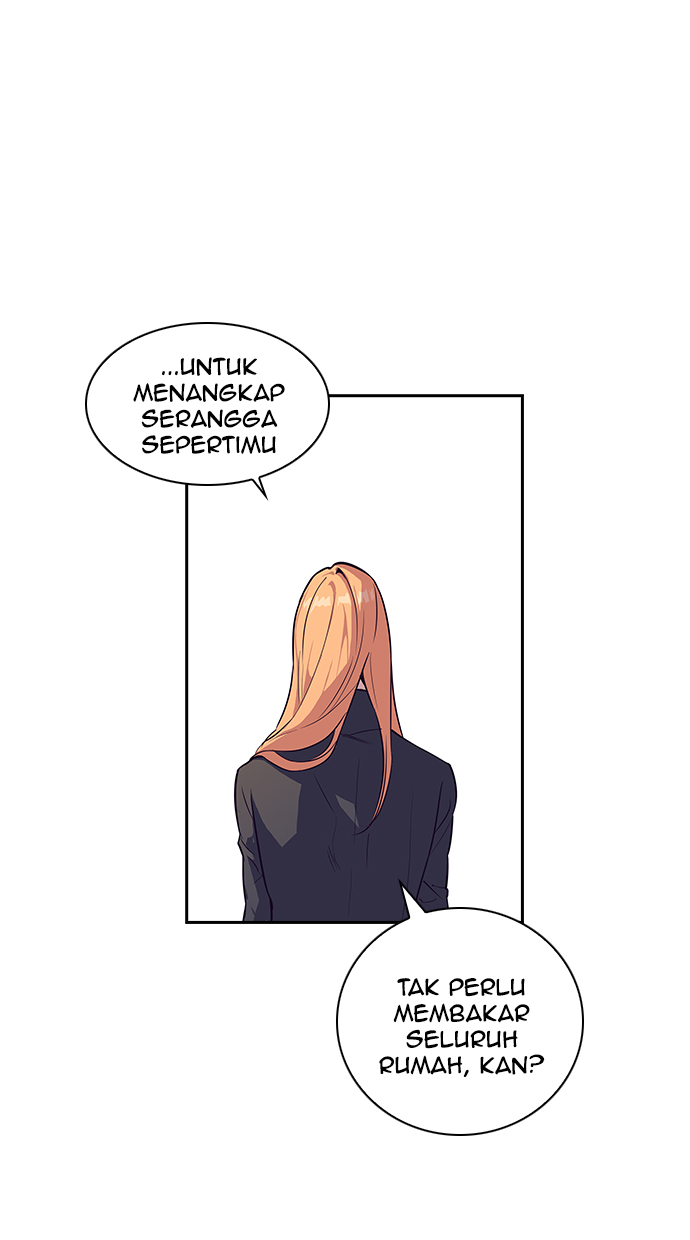 ...UNTUK
MENANGKAP
SERANGGA
SEPERTIMU
TAK PERLU
MEMBAKAR
SELURUH
RUMAH, KAN?